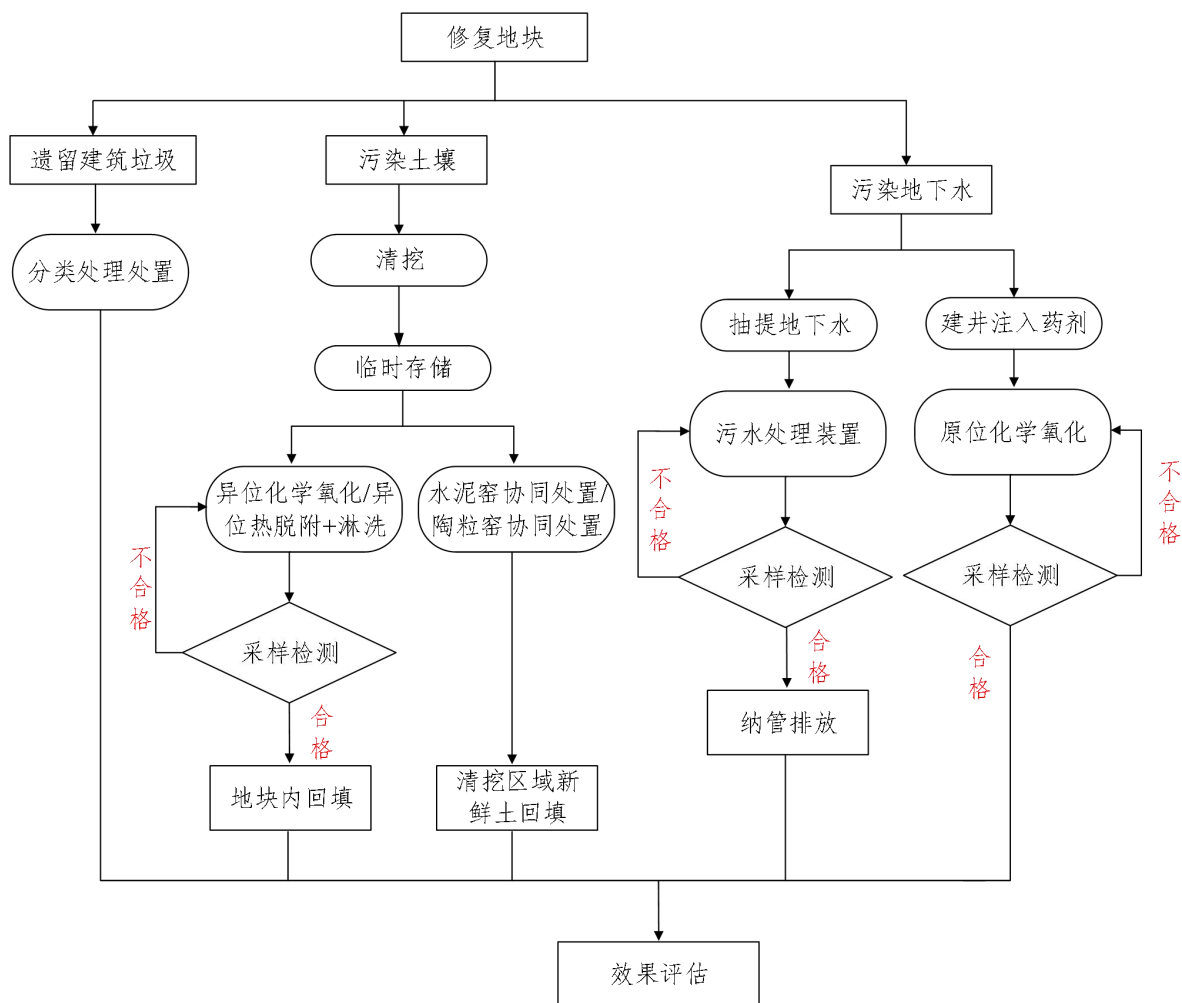 修复地块
遗留建筑垃圾
污染土壤
污染地下水
分类处理处置
清挖
抽提地下水
建井注入药剂
临时存储
污水处理装置
原位化学氧化
异位化学氧化/异
位热脱附+淋洗
水泥窑协同处置/
陶粒窑协同处置
不
合
格
不
合
格
不
合
格
采样检测
采样检测
采样检测
合
格
合
格
合
格
纳管排放
地块内回填
清挖区域新
鲜土回填
效果评估